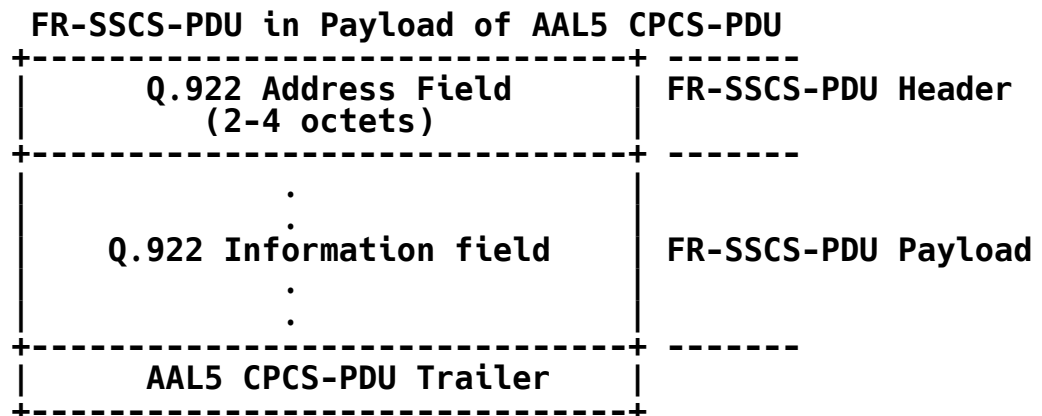 FR-SSCS-PDU in Payload of AAL5 CPCS-PDU
+-------------------------------+ -------
|      Q.922 Address Field      | FR-SSCS-PDU Header
|         (2-4 octets)          |
+-------------------------------+ -------
|             .                 |
|             .                 |
|    Q.922 Information field    | FR-SSCS-PDU Payload
|             .                 |
|             .                 |
+-------------------------------+ -------
|      AAL5 CPCS-PDU Trailer    |
+-------------------------------+